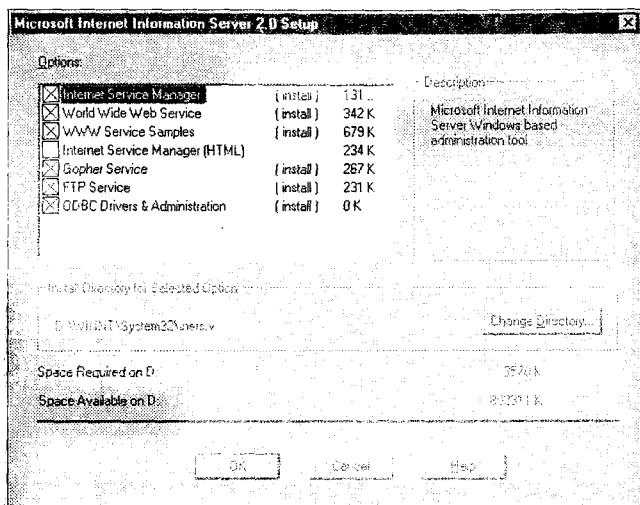 Microsoft Internet Information Server 2.0 Setup
Options:
Internet Service Manager (install) 131 ..
World Wide Web Service (install) 342 K
WWW Service Samples (install) 679 K
Internet Service Manager (HTML) 234 K
Gopher Service (install) 267 K
FTP Service (install) 231 K
ODBC Drivers & Administration (install) 0 K
Description
Microsoft Internet Information
Server Windows based
administration tool
Install Directory for Selected Option
Change Directory...
Space Required on D:
Space Available on D:
OK Cancel Help